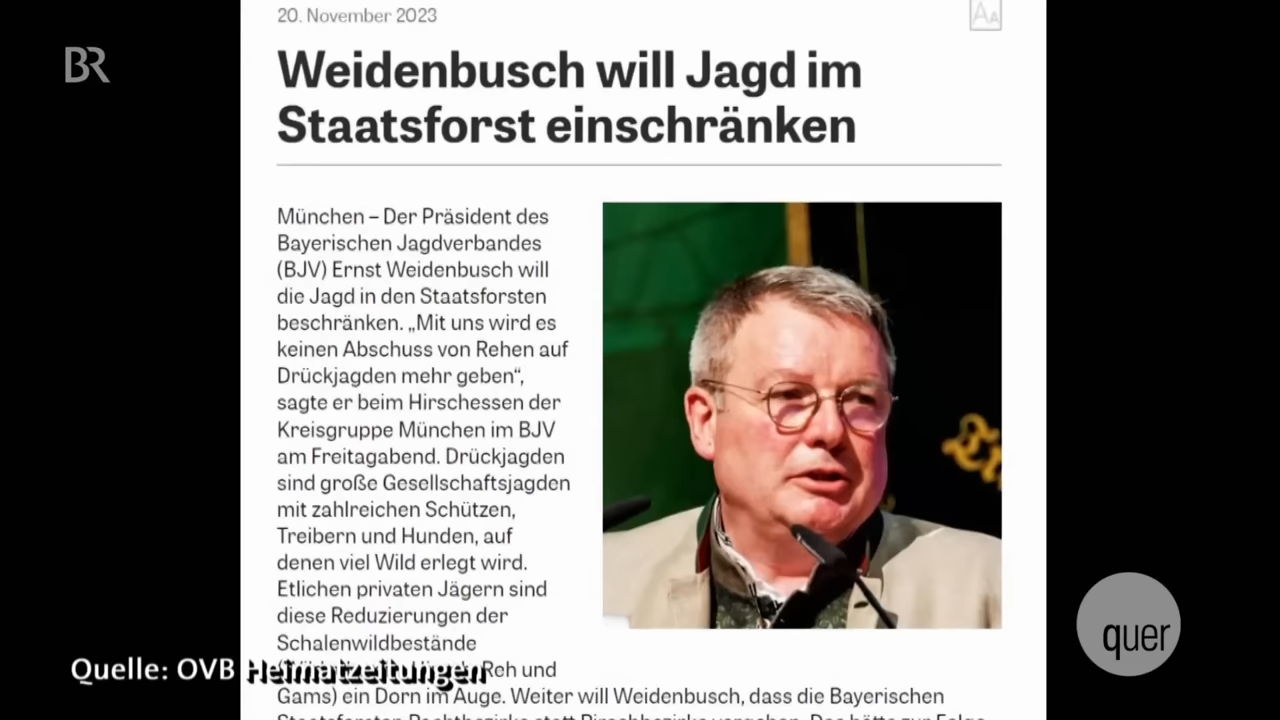 20. November 2023
AA
BR
Weidenbusch will Jagd im
Staatsforst einschränken
München – Der Präsident des
Bayerischen Jagdverbandes
(BJV) Ernst Weidenbusch will
die Jagd in den Staatsforsten
beschränken. „Mit uns wird es
keinen Abschuss von Rehen auf
Drückjagden mehr geben“,
sagte er beim Hirschessen der
Kreisgruppe München im BJV
am Freitagabend. Drückjagden
sind große Gesellschaftsjagden
mit zahlreichen Schützen,
Treibern und Hunden, auf
denen viel Wild erlegt wird.
Etlichen privaten Jägern sind
diese Reduzierungen der
Schalenwildbestände
Reh und
Gams) ein Dorn im Auge. Weiter will Weidenbusch, dass die Bayerischen
quer
Quelle: OVB Heimatzeitungen